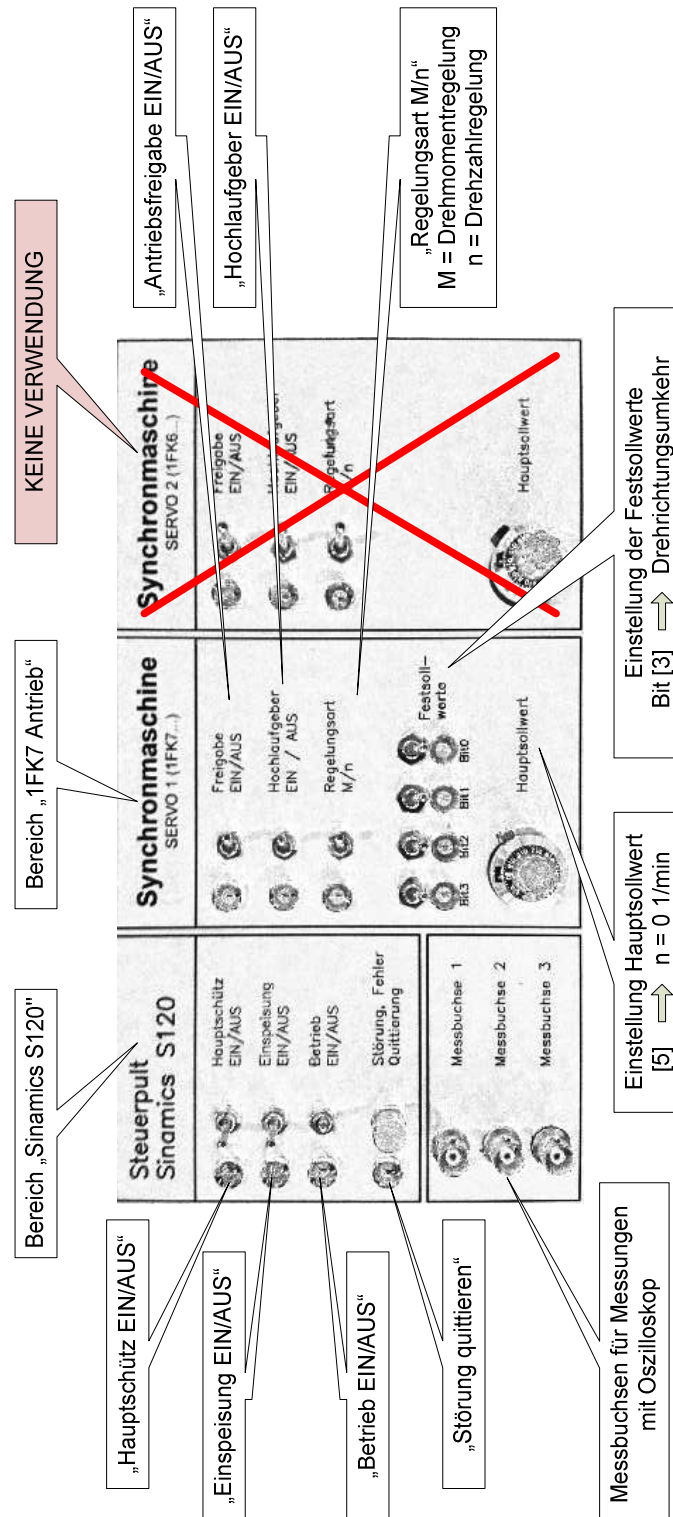 Bereich „Sinamics S120"
Bereich „1FK7 Antrieb“
KEINE VERWENDUNG
„Hauptschütz EIN/AUS“
„Einspeisung EIN/AUS“
„Betrieb EIN/AUS“
„Störung quittieren“
Messbuchsen für Messungen
mit Oszilloskop
Steuerpult
Sinamics S120
Hauptschütz
EIN/AUS
Einspeisung
EIN/AUS
Betrieb
EIN/AUS
Störung, Fehler
Quittierung
Messbuchse 1
Messbuchse 2
Messbuchse 3
Synchronmaschine
SERVO 1 (1FK7...)
Freigabe
EIN/AUS
Hochlaufgeber
EIN / AUS
Regelungsart
M/n
Festsoll-
werte
Bit3
Bit2
Bit1
Bit0
Hauptsollwert
Synchronmaschine
SERVO 2 (1FK6...)
Freigabe
EIN/AUS
EIN/AUS
Regelungsart
M/n
Hauptsollwert
„Antriebsfreigabe EIN/AUS“
„Hochlaufgeber EIN/AUS“
„Regelungsart M/n“
M = Drehmomentregelung
n = Drehzahlregelung
Einstellung Hauptsollwert
[5] ⇨ n = 0 1/min
Einstellung der Festsollwerte
Bit [3] ⇨ Drehrichtungsumkehr